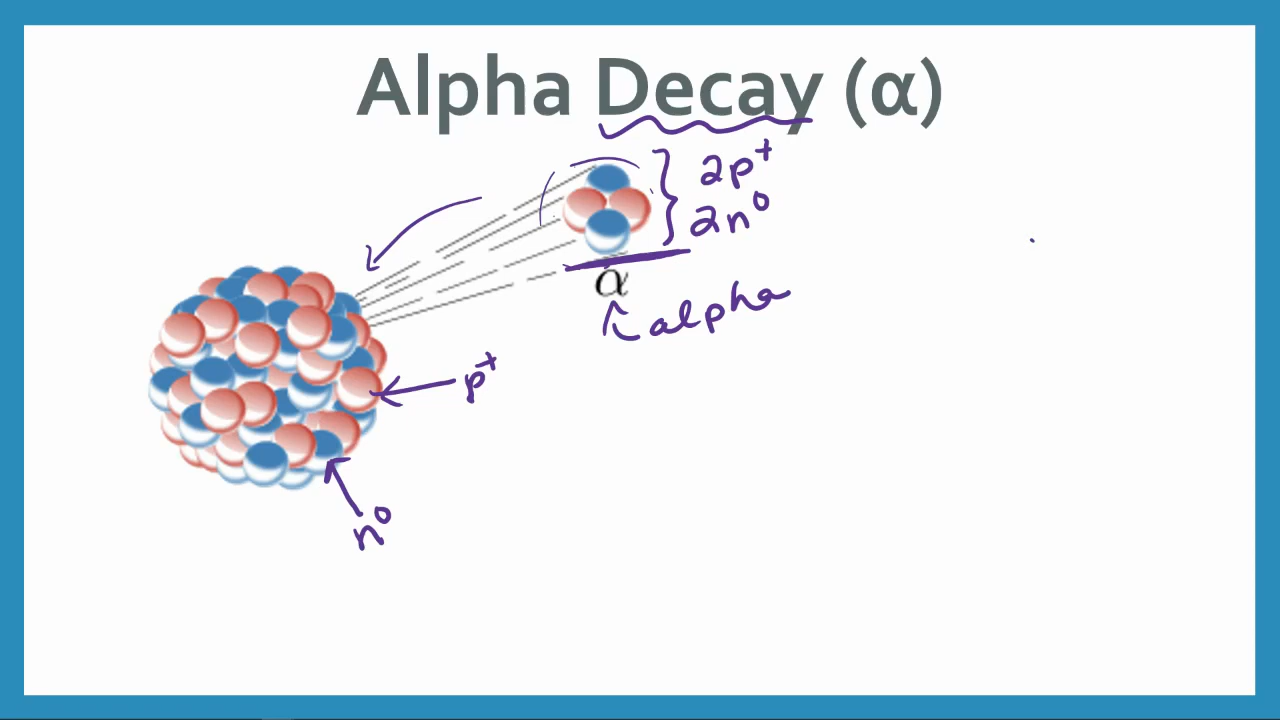 Alpha Decay (α)
2p⁺
2n⁰
α
alpha
p⁺
n⁰